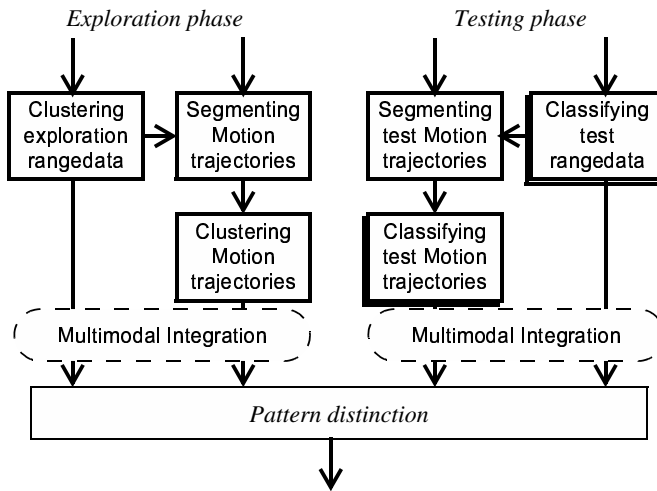 Exploration phase
Testing phase
Clustering
exploration
rangedata
Segmenting
Motion
trajectories
Segmenting
test Motion
trajectories
Classifying
test
rangedata
Clustering
Motion
trajectories
Classifying
test Motion
trajectories
Multimodal Integration
Multimodal Integration
Pattern distinction